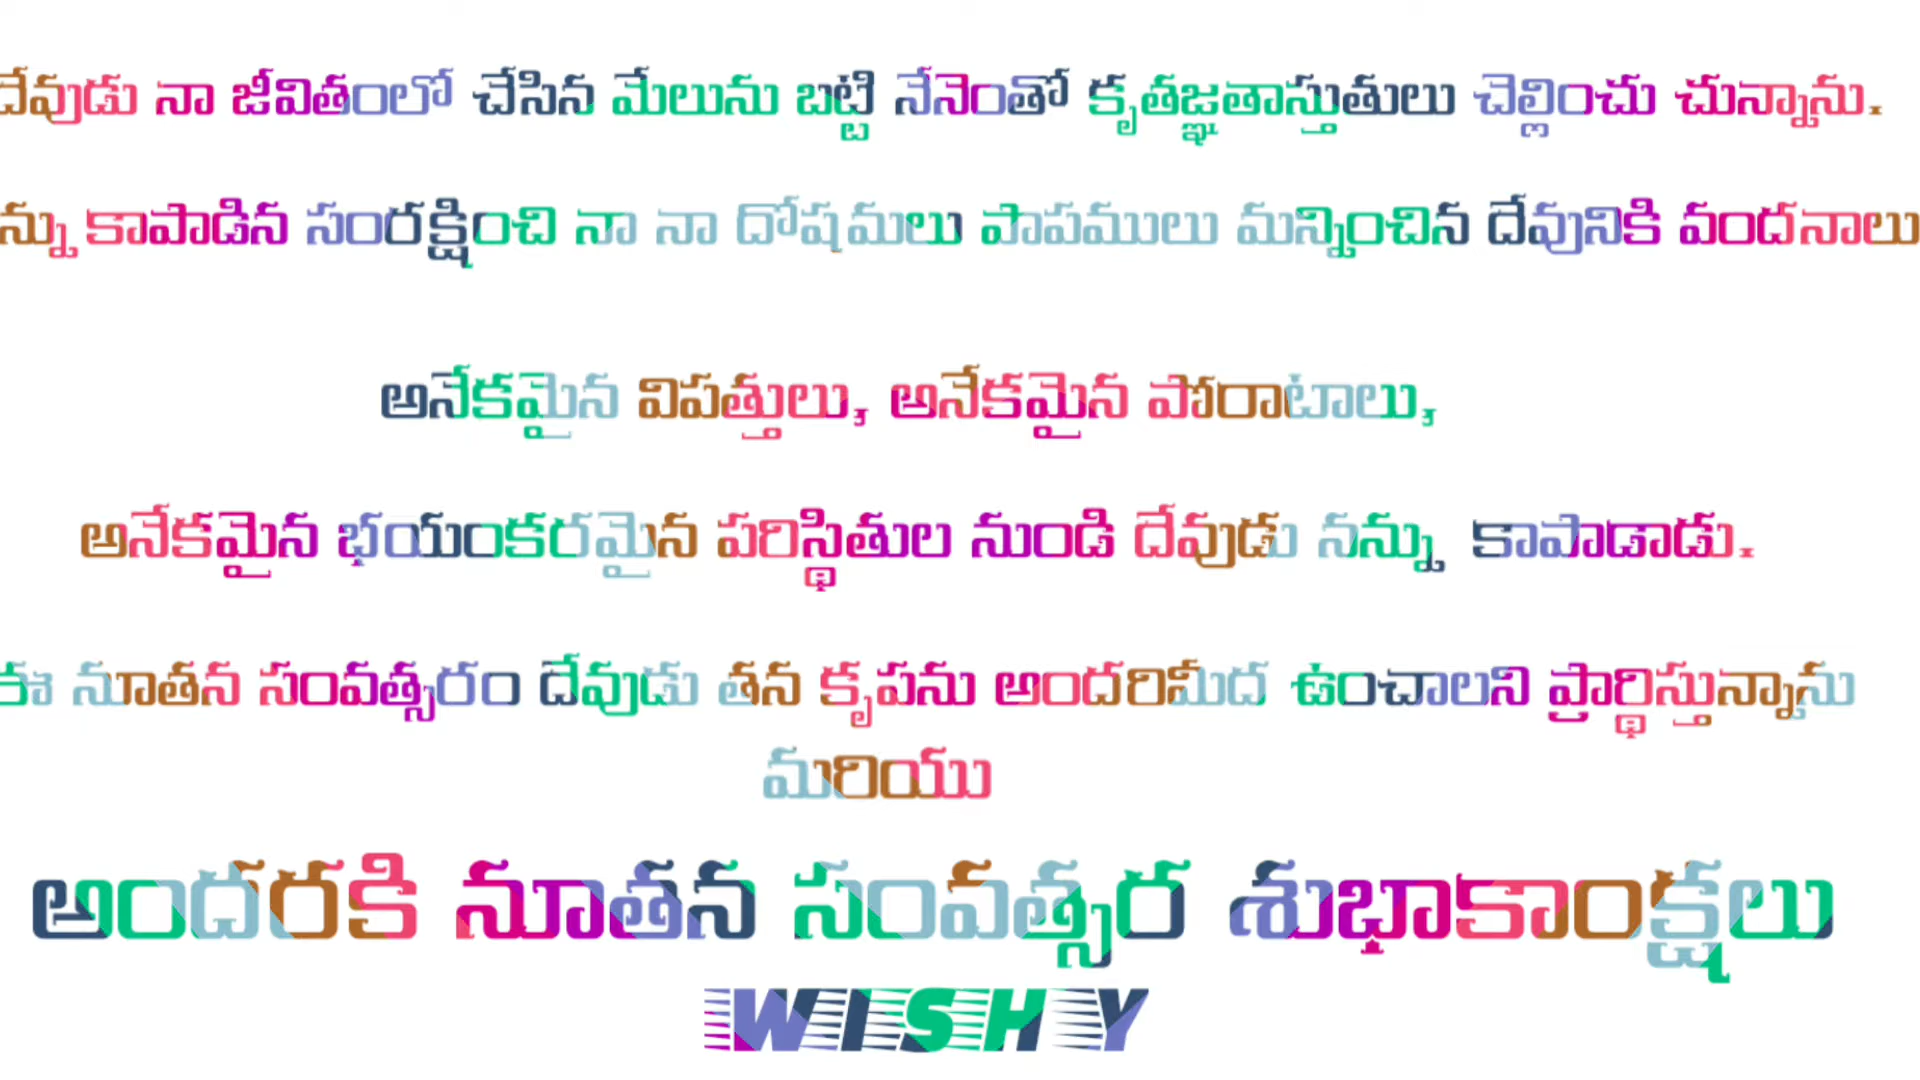 దేవుడు నా జీవితంలో చేసిన మేలును బట్టి నేనెంతో కృతజ్ఞతాస్తుతులు చెల్లించు చున్నాను.
న్ను కాపాడిన సంరక్షించి నా నా దోషములు పాపములు మన్నించిన దేవునికి వందనాలు
అనేకమైన విపత్తులు, అనేకమైన పోరాటాలు,
అనేకమైన భయంకరమైన పరిస్థితుల నుండి దేవుడు నన్ను కాపాడాడు.
ఈ నూతన సంవత్సరం దేవుడు తన కృపను అందరిమీద ఉంచాలని ప్రార్థిస్తున్నాను
మరియు
అందరకి నూతన సంవత్సర శుభాకాంక్షలు
WISHY